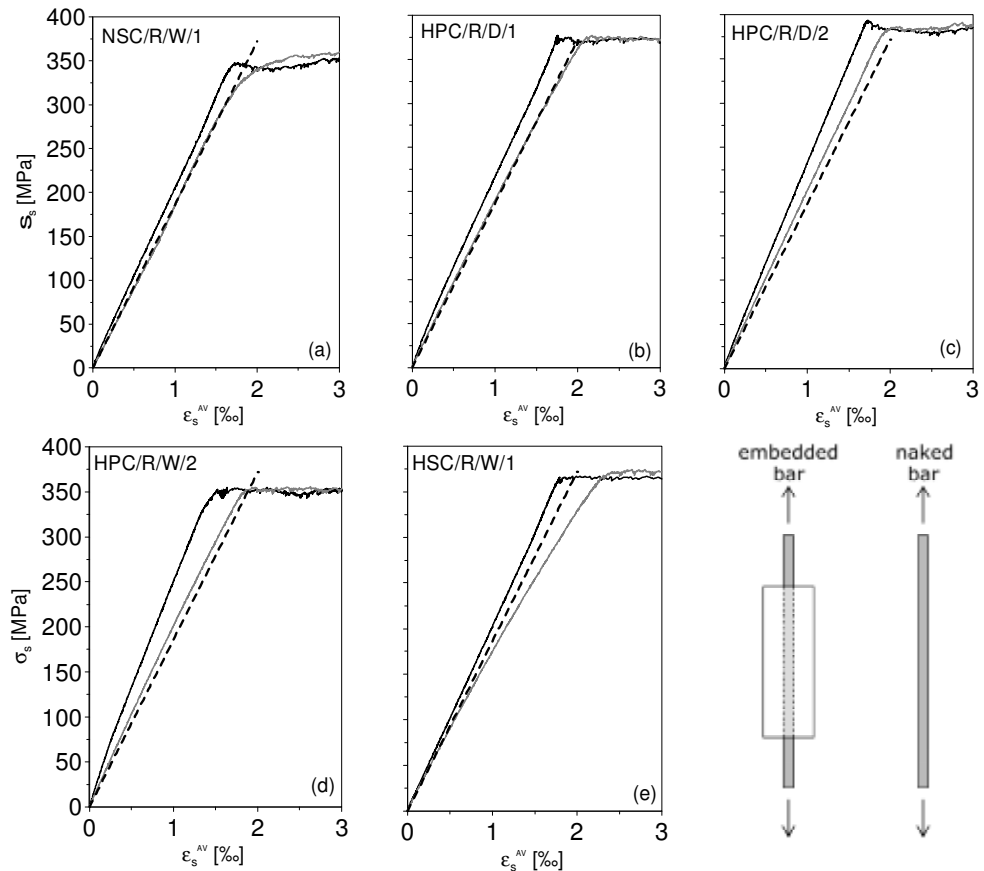 NSC/R/W/1
HPC/R/D/1
HPC/R/D/2
400
350
300
250
200
150
100
50
0
S_s [MPa]
(a)
(b)
(c)
0 1 2 3
0 1 2 3
0 1 2 3
ε_s^AV [‰]
ε_s^AV [‰]
ε_s^AV [‰]
HPC/R/W/2
HSC/R/W/1
400
350
300
250
200
150
100
50
0
σ_s [MPa]
(d)
(e)
0 1 2 3
0 1 2 3
ε_s^AV [‰]
ε_s^AV [‰]
embedded
bar
naked
bar